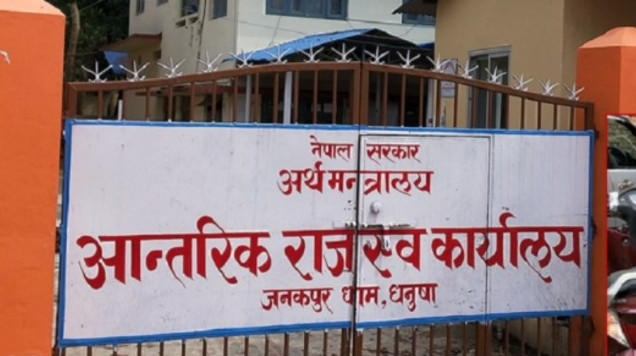 नेपाल सरकार
अर्थ मन्त्रालय
आन्तरिक राजस्व कार्यालय
जनकपुर धाम, धनुषा